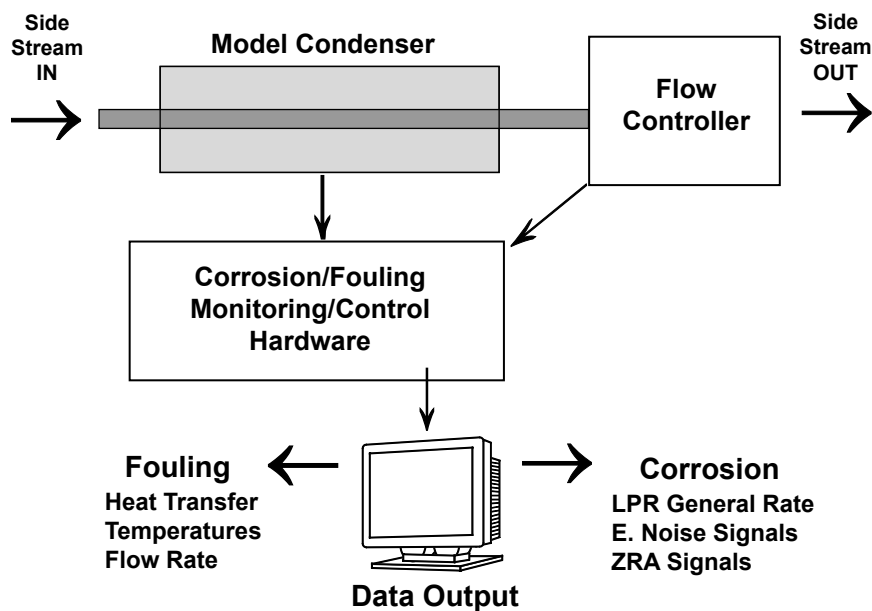 Side
Stream
IN
Model Condenser
Flow
Controller
Side
Stream
OUT
Corrosion/Fouling
Monitoring/Control
Hardware
Fouling
Heat Transfer
Temperatures
Flow Rate
Corrosion
LPR General Rate
E. Noise Signals
ZRA Signals
Data Output